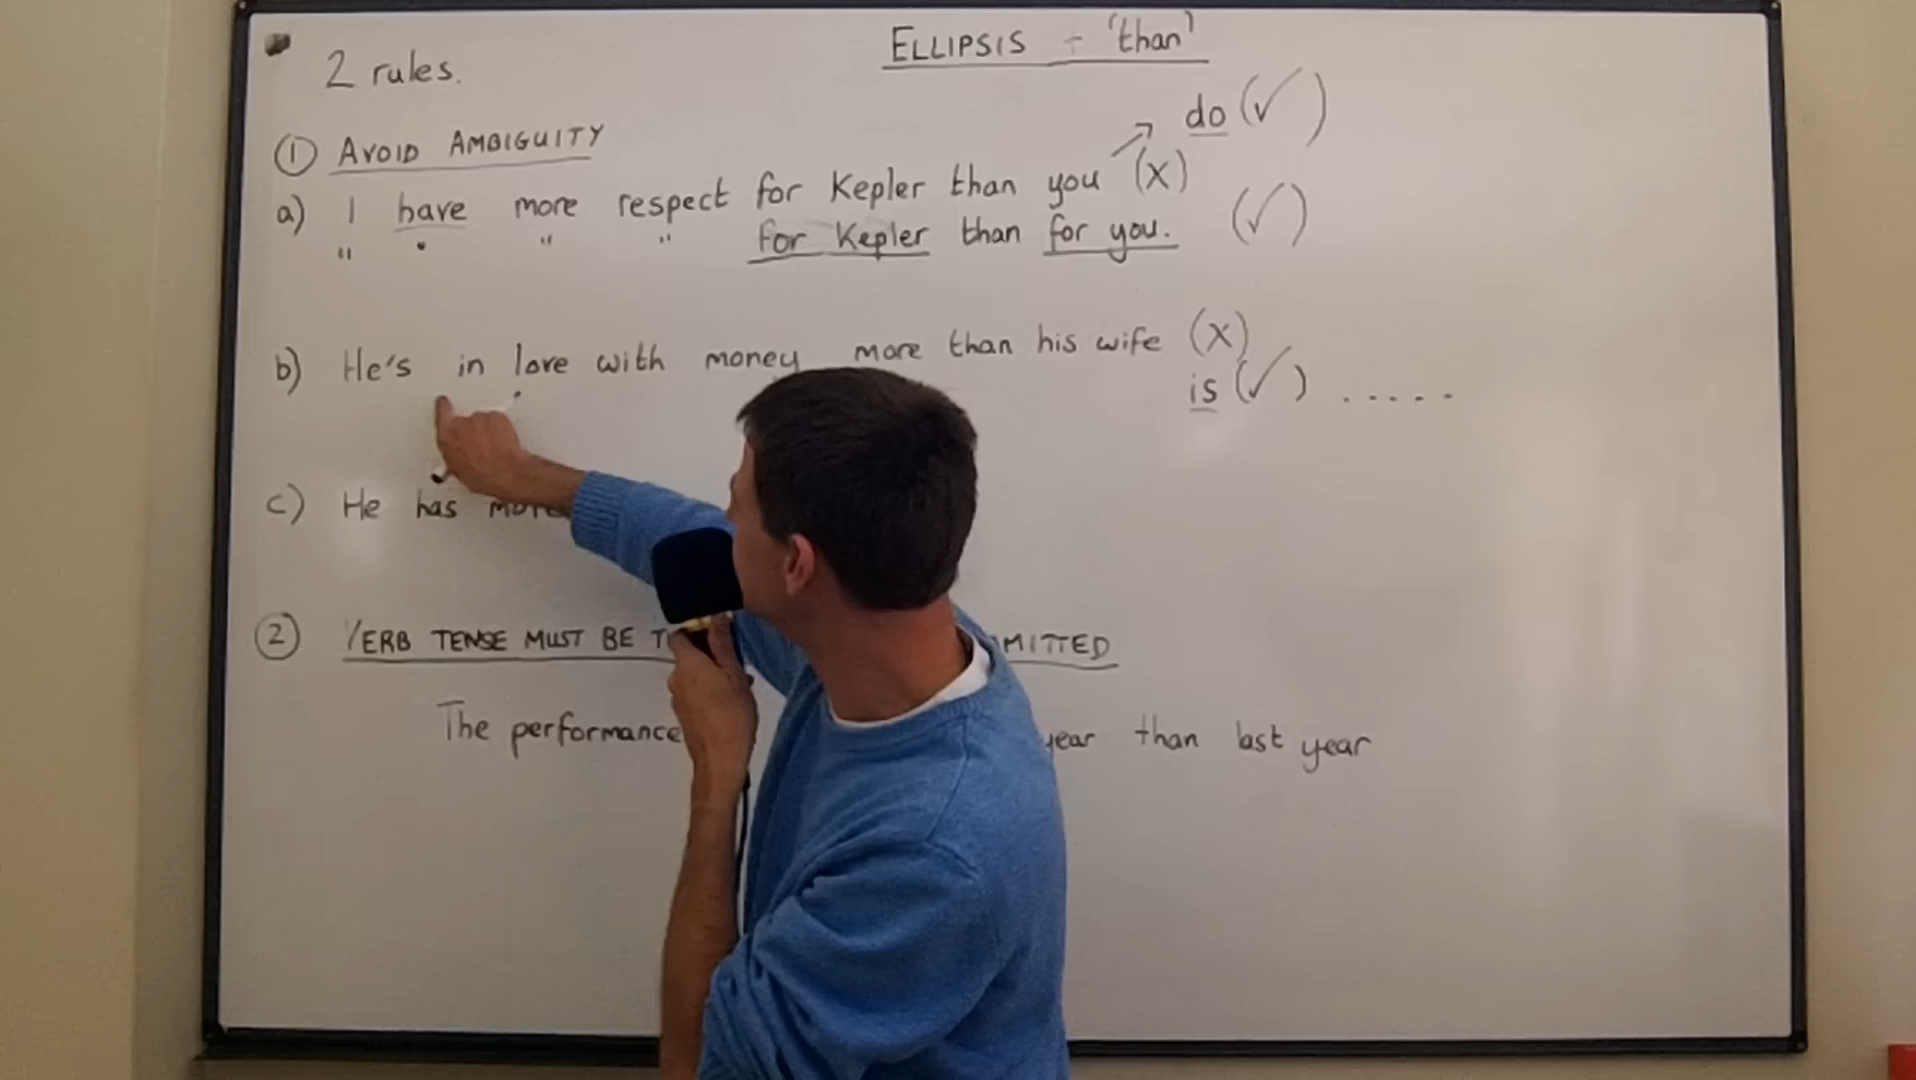 ELLIPSIS - 'than'
2 rules.
do (✓)
① AVOID AMBIGUITY
a) I have more respect for Kepler than you (x)
" " " " for Kepler than for you. (✓)
b) He's in love with money more than his wife (x)
is (✓) .....
c) He has more
② VERB TENSE MUST BE
The performance year than last year